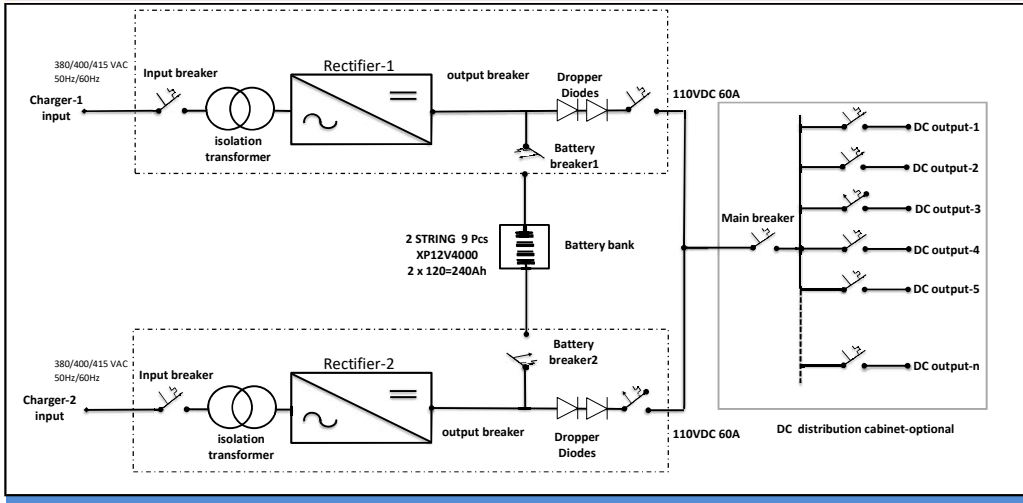 380/400/415 VAC
50Hz/60Hz
Charger-1
input
Input breaker
isolation
transformer
Rectifier-1
output breaker
Dropper
Diodes
110VDC 60A
Battery
breaker1
2 STRING 9 Pcs
XP12V4000
2 x 120=240Ah
Battery bank
Main breaker
DC output-1
DC output-2
DC output-3
DC output-4
DC output-5
DC output-n
DC distribution cabinet-optional
380/400/415 VAC
50Hz/60Hz
Charger-2
input
Input breaker
isolation
transformer
Rectifier-2
Battery
breaker2
output breaker
Dropper
Diodes
110VDC 60A